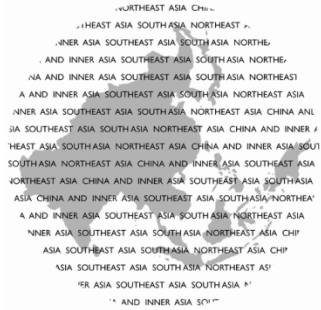 NORTHEAST ASIA CHI
HEAST ASIA SOUTH ASIA NORTHEAST A
NNER ASIA SOUTHEAST ASIA SOUTH ASIA NORTHE
AND INNER ASIA SOUTHEAST ASIA SOUTH ASIA NORTHE
NA AND INNER ASIA SOUTHEAST ASIA SOUTH ASIA NORTHEAST
A AND INNER ASIA SOUTHEAST ASIA SOUTH ASIA NORTHEAST ASIA
NNER ASIA SOUTHEAST ASIA SOUTH ASIA NORTHEAST ASIA CHINA AN
IA SOUTHEAST ASIA SOUTH ASIA NORTHEAST ASIA CHINA AND INNER A
HEAST ASIA SOUTH ASIA NORTHEAST ASIA CHINA AND INNER ASIA SOUT
SOUTH ASIA NORTHEAST ASIA CHINA AND INNER ASIA SOUTHEAST ASIA
NORTHEAST ASIA CHINA AND INNER ASIA SOUTHEAST ASIA SOUTH ASIA
ASIA CHINA AND INNER ASIA SOUTHEAST ASIA SOUTH ASIA NORTHEA
A AND INNER ASIA SOUTHEAST ASIA SOUTH ASIA NORTHEAST ASIA
NNER ASIA SOUTHEAST ASIA SOUTH ASIA NORTHEAST ASIA CHI
ASIA SOUTHEAST ASIA SOUTH ASIA NORTHEAST ASIA CHI
ASIA SOUTHEAST ASIA SOUTH ASIA NORTHEAST ASI
ER ASIA SOUTHEAST ASIA SOUTH ASIA N
AND INNER ASIA SOUT